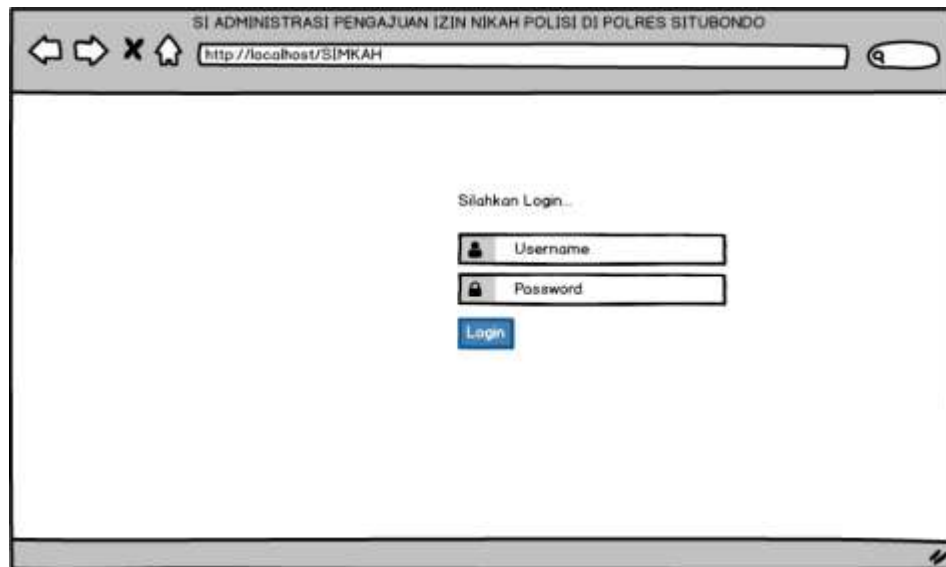 SI ADMINISTRASI PENGAJUAN IZIN NIKAH POLISI DI POLRES SITUBONDO
http://localhost/SIMKAH
Silahkan Login...
Username
Password
Login